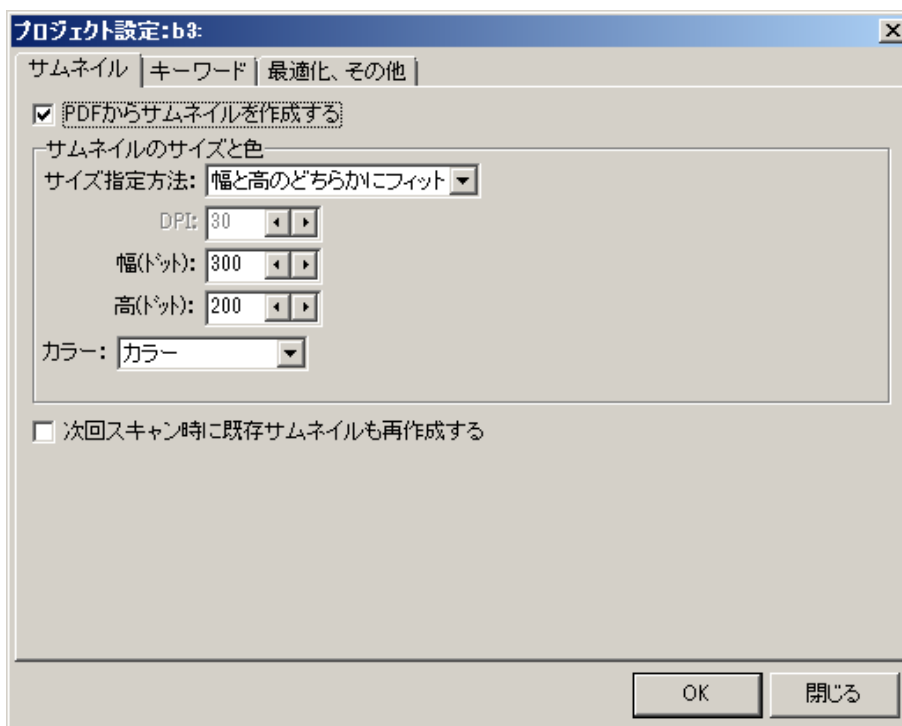 プロジェクト設定:b3:
サムネイル キーワード 最適化、その他
PDFからサムネイルを作成する
サムネイルのサイズと色
サイズ指定方法: 幅と高のどちらかにフィット
DPI: 30
幅(ﾄﾞｯﾄ): 300
高(ﾄﾞｯﾄ): 200
カラー: カラー
次回スキャン時に既存サムネイルも再作成する
OK 閉じる